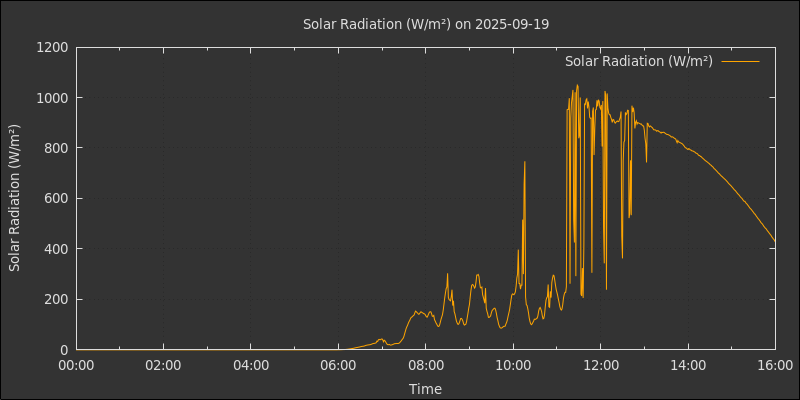 Solar Radiation (W/m²) on 2025-09-19
Solar Radiation (W/m²)
Solar Radiation (W/m²)
1200
1000
800
600
400
200
0
00:00 02:00 04:00 06:00 08:00 10:00 12:00 14:00 16:00
Time